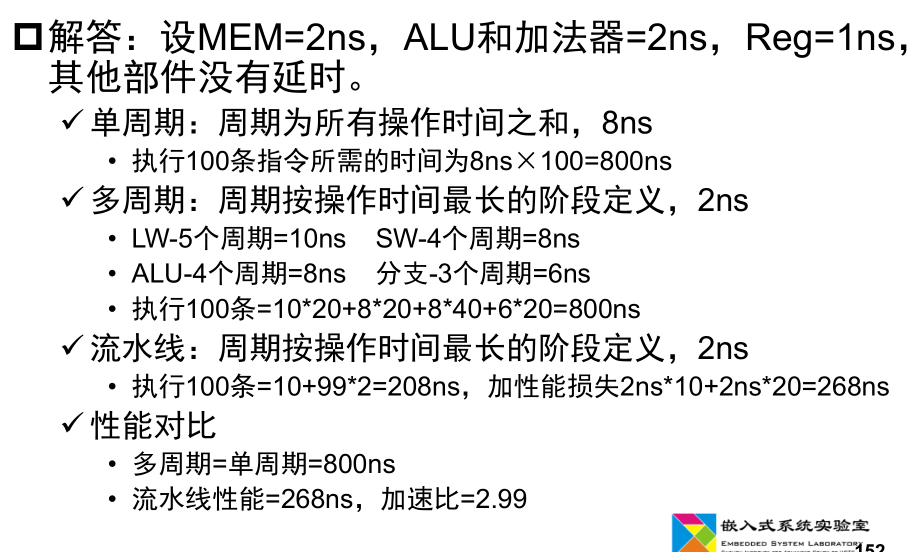 解答：设MEM=2ns，ALU和加法器=2ns，Reg=1ns，
其他部件没有延时。
✓ 单周期：周期为所有操作时间之和，8ns
• 执行100条指令所需的时间为8ns×100=800ns
✓ 多周期：周期按操作时间最长的阶段定义，2ns
• LW-5个周期=10ns SW-4个周期=8ns
• ALU-4个周期=8ns 分支-3个周期=6ns
• 执行100条=10*20+8*20+8*40+6*20=800ns
✓ 流水线：周期按操作时间最长的阶段定义，2ns
• 执行100条=10+99*2=208ns，加性能损失2ns*10+2ns*20=268ns
✓ 性能对比
• 多周期=单周期=800ns
• 流水线性能=268ns，加速比=2.99
嵌入式系统实验室
EMBEDDED SYSTEM LABORATORY
152